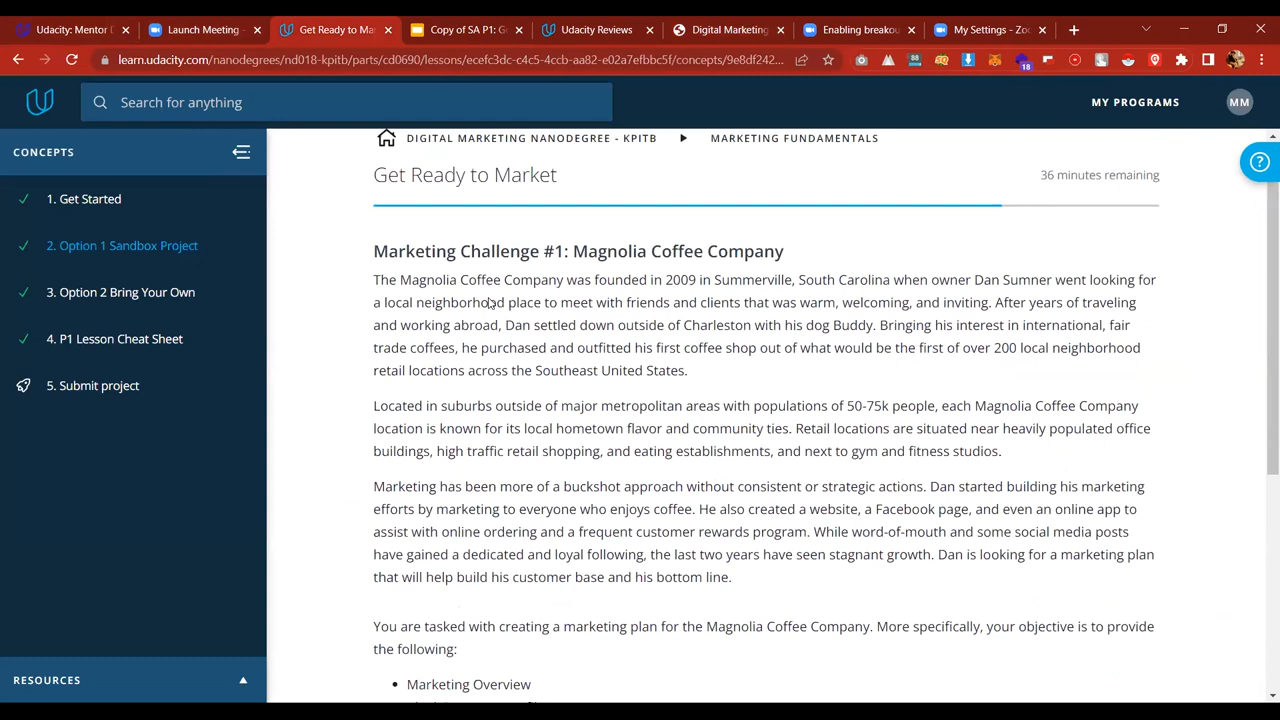 Udacity: Mentor D
Launch Meeting -
Get Ready to Ma
Copy of SA P1: G
Udacity Reviews
Digital Marketing
Enabling breakou
My Settings - Zoo
learn.udacity.com/nanodegrees/nd018-kpitb/parts/cd0690/lessons/ecefc3dc-c4c5-4ccb-aa82-e02a7efbbc5f/concepts/9e8df242...
88
18
Search for anything
MY PROGRAMS
MM
CONCEPTS
1. Get Started
2. Option 1 Sandbox Project
3. Option 2 Bring Your Own
4. P1 Lesson Cheat Sheet
5. Submit project
RESOURCES
DIGITAL MARKETING NANODEGREE - KPITB
MARKETING FUNDAMENTALS
Get Ready to Market
36 minutes remaining
Marketing Challenge #1: Magnolia Coffee Company
The Magnolia Coffee Company was founded in 2009 in Summerville, South Carolina when owner Dan Sumner went looking for
a local neighborhood place to meet with friends and clients that was warm, welcoming, and inviting. After years of traveling
and working abroad, Dan settled down outside of Charleston with his dog Buddy. Bringing his interest in international, fair
trade coffees, he purchased and outfitted his first coffee shop out of what would be the first of over 200 local neighborhood
retail locations across the Southeast United States.
Located in suburbs outside of major metropolitan areas with populations of 50-75k people, each Magnolia Coffee Company
location is known for its local hometown flavor and community ties. Retail locations are situated near heavily populated office
buildings, high traffic retail shopping, and eating establishments, and next to gym and fitness studios.
Marketing has been more of a buckshot approach without consistent or strategic actions. Dan started building his marketing
efforts by marketing to everyone who enjoys coffee. He also created a website, a Facebook page, and even an online app to
assist with online ordering and a frequent customer rewards program. While word-of-mouth and some social media posts
have gained a dedicated and loyal following, the last two years have seen stagnant growth. Dan is looking for a marketing plan
that will help build his customer base and his bottom line.
You are tasked with creating a marketing plan for the Magnolia Coffee Company. More specifically, your objective is to provide
the following:
• Marketing Overview